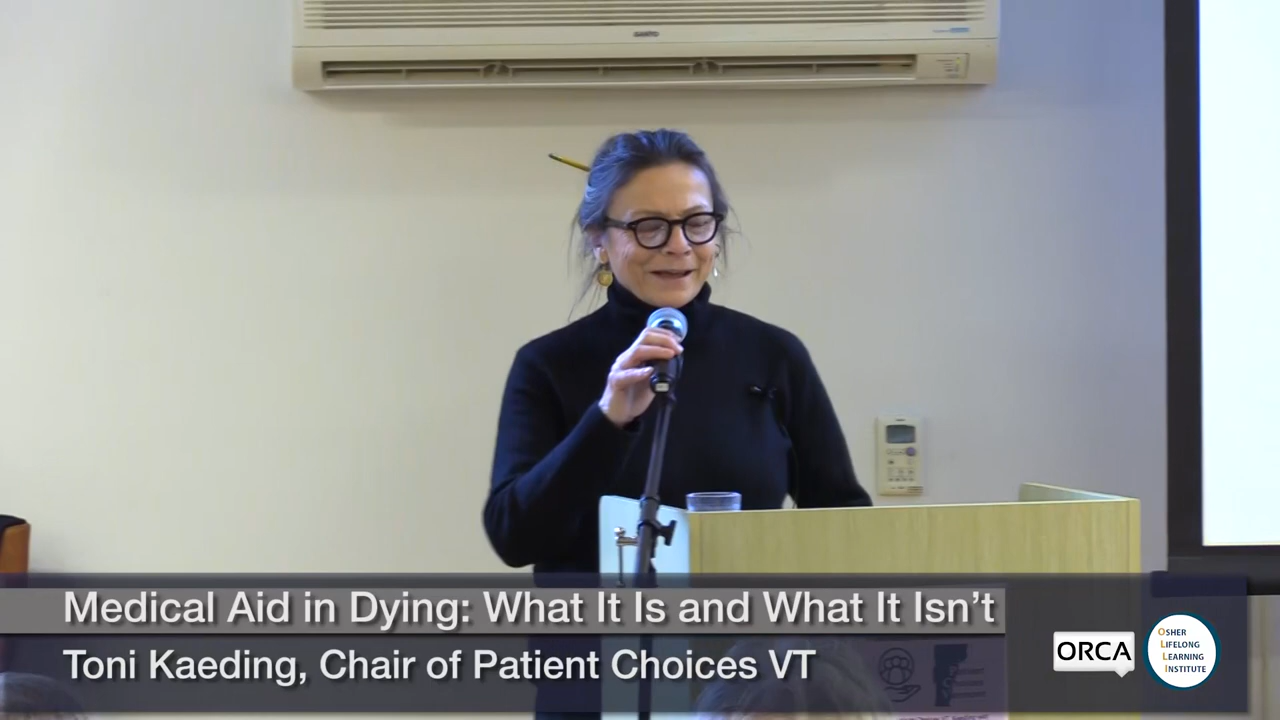 SANYO
Medical Aid in Dying: What It Is and What It Isn’t
Toni Kaeding, Chair of Patient Choices VT
ORCA
OSHER
LIFELONG
LEARNING
INSTITUTE